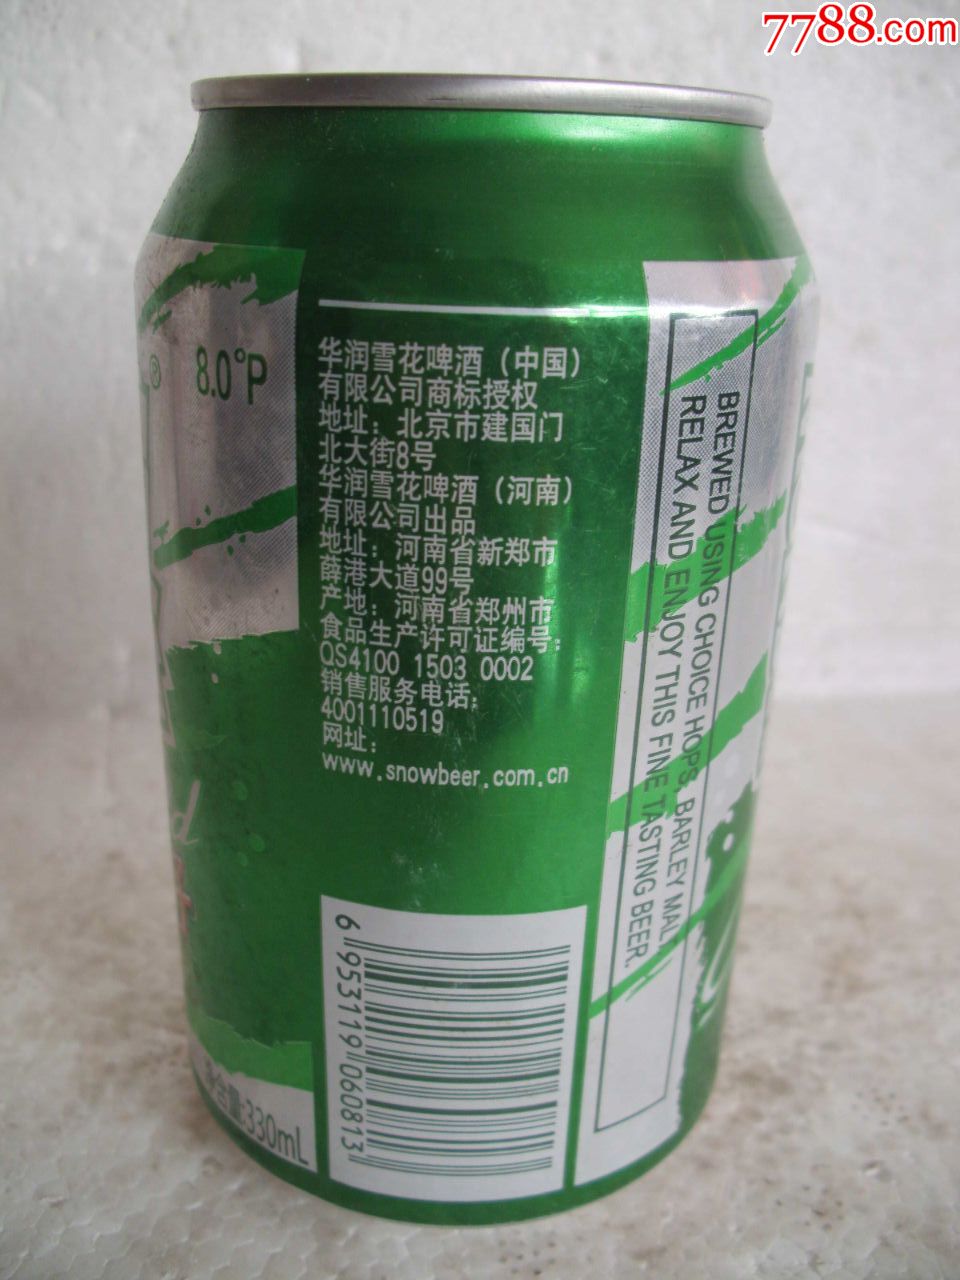 7788.com
8.0°P
®
华润雪花啤酒（中国）
有限公司商标授权
地址：北京市建国门
北大街8号
华润雪花啤酒（河南）
有限公司出品
地址：河南省新郑市
薛港大道99号
产地：河南省郑州市
食品生产许可证编号：
QS4100 1503 0002
销售服务电话：
4001110519
网址：
www.snowbeer.com.cn
BREWED USING CHOICE HOPS, BARLEY MAL
RELAX AND ENJOY THIS FINE TASTING BEER.
6 953119 060813
含量:330mL